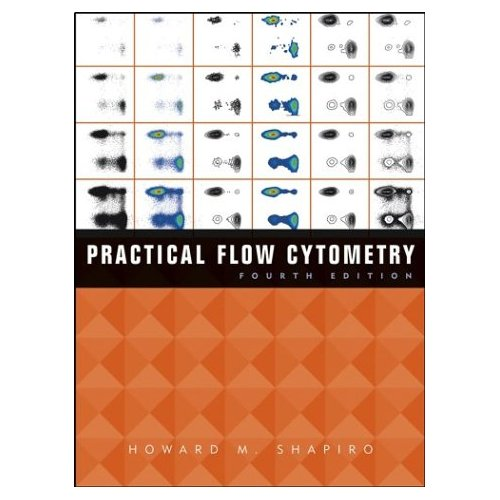 PRACTICAL FLOW CYTOMETRY
FOURTH EDITION
HOWARD M. SHAPIRO